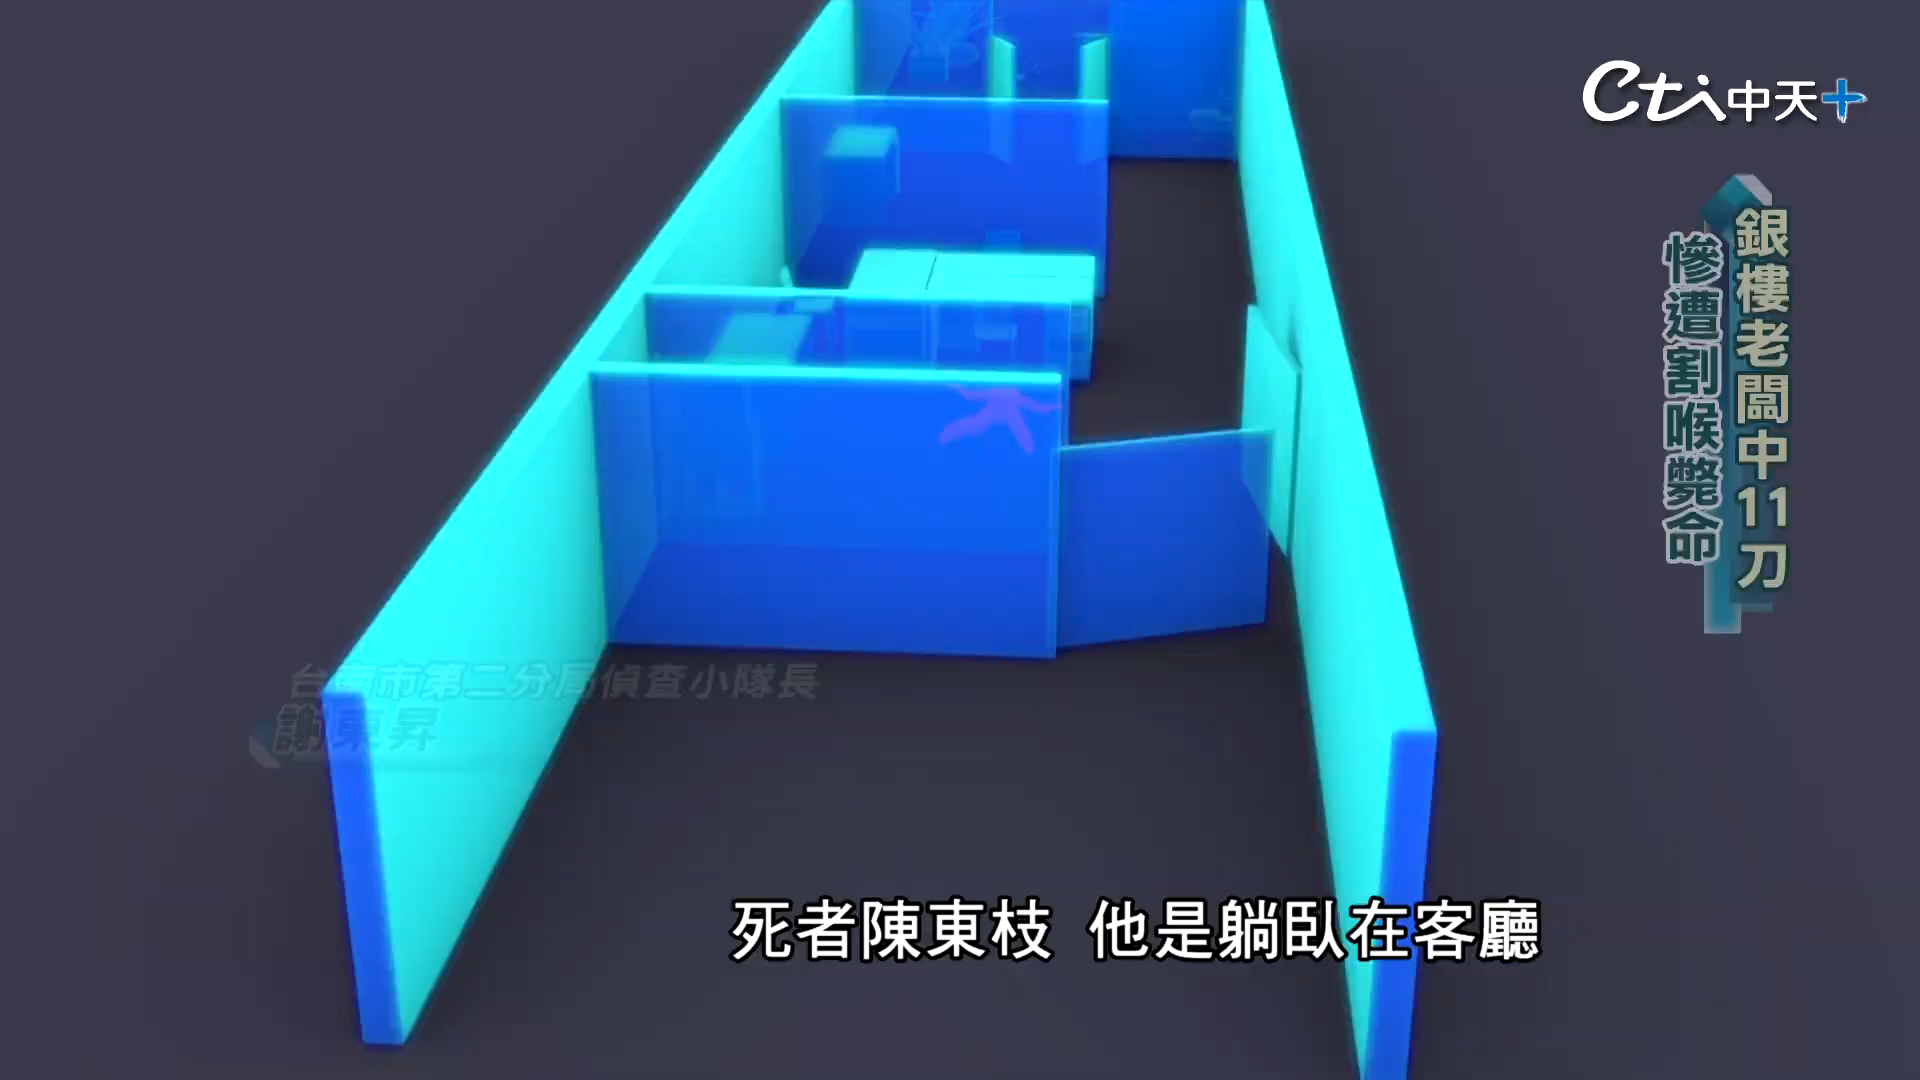 Cti中天+
銀樓老闆中11刀
慘遭割喉斃命
台南市第二分局偵查小隊長
謝東昇
死者陳東枝 他是躺臥在客廳